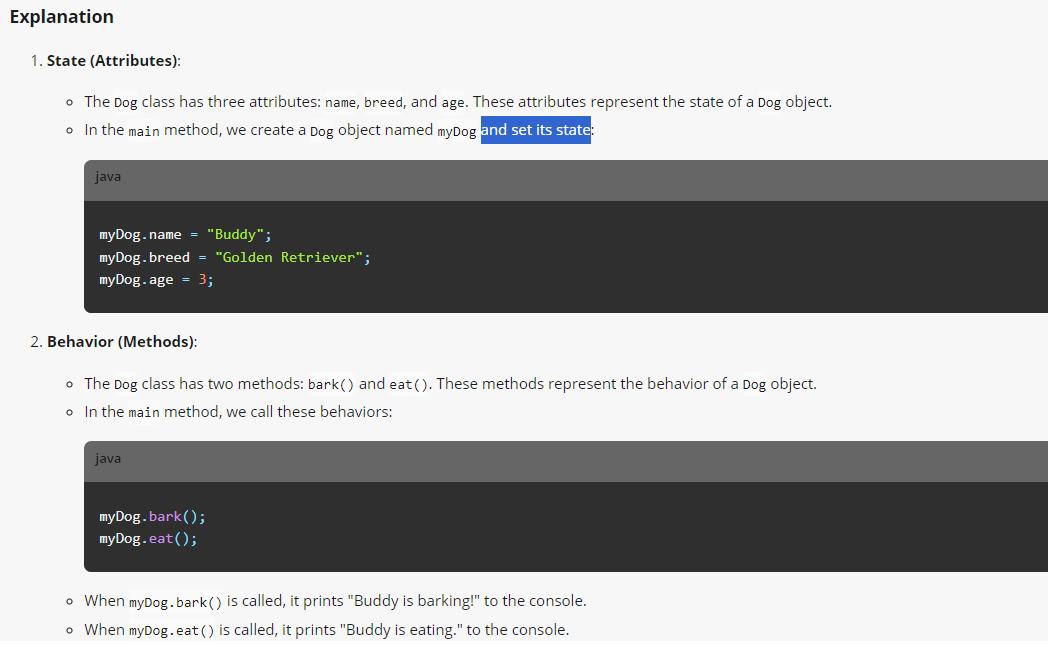 Explanation
1. State (Attributes):
The Dog class has three attributes: name, breed, and age. These attributes represent the state of a Dog object.
In the main method, we create a Dog object named myDog and set its state:
java
myDog.name = "Buddy";
myDog.breed = "Golden Retriever";
myDog.age = 3;
2. Behavior (Methods):
The Dog class has two methods: bark() and eat(). These methods represent the behavior of a Dog object.
In the main method, we call these behaviors:
java
myDog.bark();
myDog.eat();
When myDog.bark() is called, it prints "Buddy is barking!" to the console.
When myDog.eat() is called, it prints "Buddy is eating." to the console.